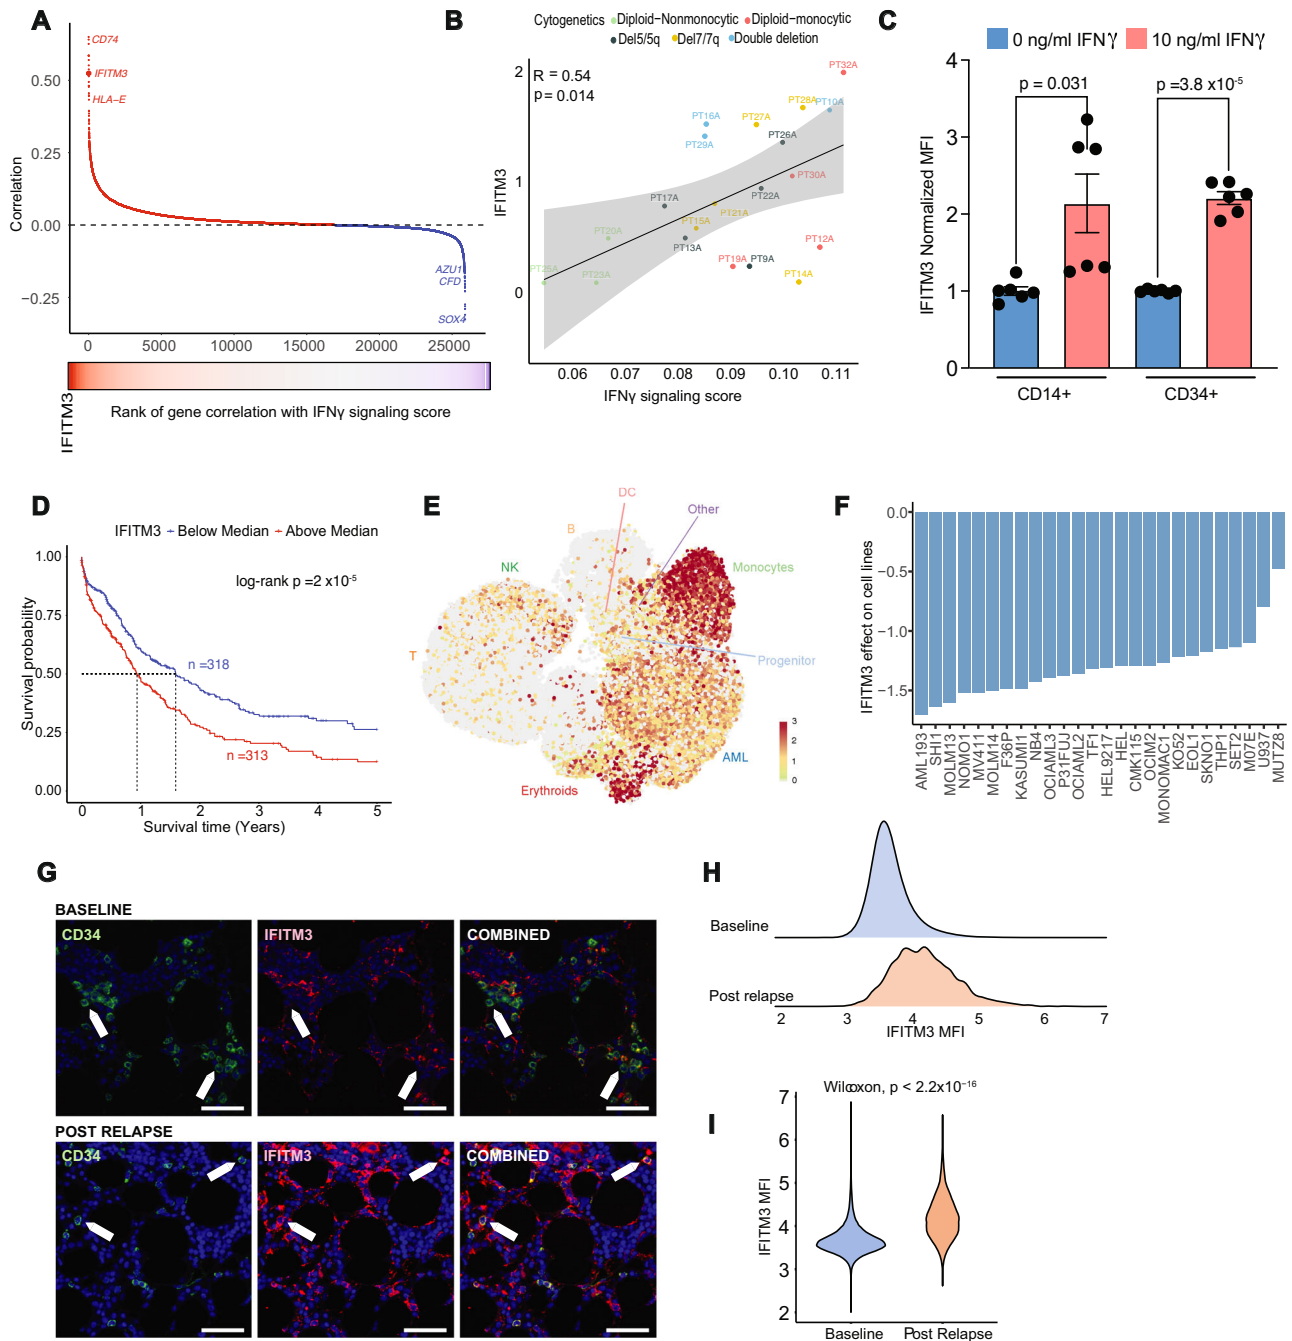 A
CD74
IFITM3
HLA-E
AZU1
CFD
SOX4
Correlation
0.50
0.25
0.00
−0.25
0
5000
10000
15000
20000
25000
IFITM3
Rank of gene correlation with IFNγ signaling score
B
Cytogenetics Diploid−Nonmonocytic Diploid−monocytic
Del5/5q Del7/7q Double deletion
R = 0.54
p= 0.014
PT32A
PT28A
PT10A
PT16A
PT27A
PT29A
PT26A
PT30A
PT22A
PT17A
PT21A
PT15A
PT20A
PT13A
PT12A
PT19A
PT9A
PT14A
PT25A
PT23A
IFITM3
2
1
0
0.06
0.07
0.08
0.09
0.10
0.11
IFNγ signaling score
C
0 ng/ml IFNγ
10 ng/ml IFNγ
p = 0.031
p =3.8 x10-5
IFITM3 Normalized MFI
4
3
2
1
0
CD14+
CD34+
D
IFITM3 Below Median Above Median
log-rank p =2 x10-5
n =318
n =313
Survival probability
1.00
0.75
0.50
0.25
0.00
0
1
2
3
4
5
Survival time (Years)
E
DC
Other
B
NK
Monocytes
T
Progenitor
AML
Erythroids
3
2
1
0
F
IFITM3 effect on cell lines
0.0
−0.5
−1.0
−1.5
AML193
SHI1
MOLM13
NOMO1
MV411
MOLM14
F36P
KASUMI1
NB4
OCIAML3
P31FUJ
OCIAML2
TF1
HEL9217
HEL
CMK115
OCIM2
MONOMAC1
KO52
EOL1
SKNO1
THP1
SET2
M07E
U937
MUTZ8
G
BASELINE
CD34
IFITM3
COMBINED
POST RELAPSE
CD34
IFITM3
COMBINED
H
Baseline
Post relapse
2
3
4
5
6
7
IFITM3 MFI
I
Wilcoxon, p < 2.2x10−16
IFITM3 MFI
7
6
5
4
3
2
Baseline
Post Relapse